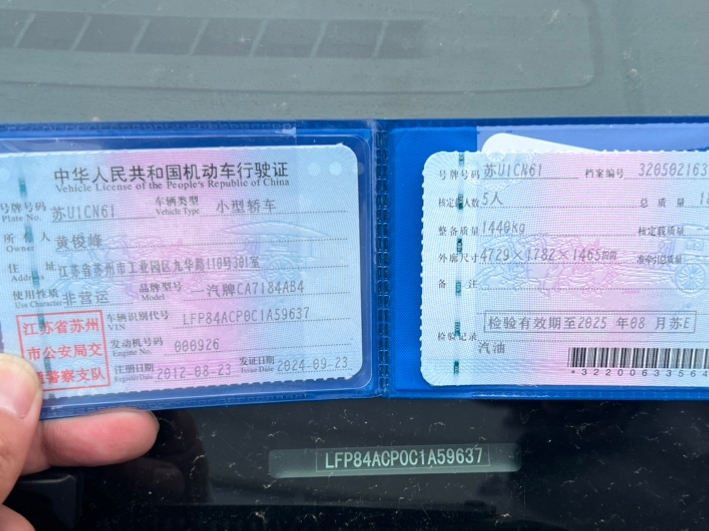 中华人民共和国机动车行驶证
Vehicle License of the People's Republic of China
号牌号码 苏U1CN61 车辆类型 小型轿车
Plate No. Vehicle Type
所有人 黄俊峰
Owner
住址 江苏省苏州市工业园区九华路110号301室
Address
使用性质 非营运 品牌型号 汽牌CA7184AB4
Use Character Model
车辆识别代号 LFP84ACP0C1A59637
VIN
发动机号码 000926
Engine No.
注册日期 2012-08-23 发证日期 2024-09-23
Register Date Issue Date
江苏省苏州
市公安局交
警察支队
号牌号码 苏U1CN61 档案编号 320502163
核定人数 5人 总质量 18
整备质量 1440kg 核定载质量
外廓尺寸 4729×1782×1465 准牵引总质量
备注
检验有效期至2025 年08 月苏E
检验记录
汽油
*32200633564
LFP84ACP0C1A59637